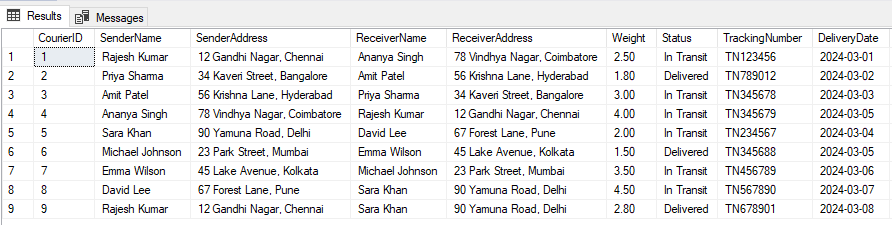 Results Messages
CourierID SenderName SenderAddress ReceiverName ReceiverAddress Weight Status TrackingNumber DeliveryDate
1 1 Rajesh Kumar 12 Gandhi Nagar, Chennai Ananya Singh 78 Vindhya Nagar, Coimbatore 2.50 In Transit TN123456 2024-03-01
2 2 Priya Sharma 34 Kaveri Street, Bangalore Amit Patel 56 Krishna Lane, Hyderabad 1.80 Delivered TN789012 2024-03-02
3 3 Amit Patel 56 Krishna Lane, Hyderabad Priya Sharma 34 Kaveri Street, Bangalore 3.00 In Transit TN345678 2024-03-03
4 4 Ananya Singh 78 Vindhya Nagar, Coimbatore Rajesh Kumar 12 Gandhi Nagar, Chennai 4.00 In Transit TN345679 2024-03-05
5 5 Sara Khan 90 Yamuna Road, Delhi David Lee 67 Forest Lane, Pune 2.00 In Transit TN234567 2024-03-04
6 6 Michael Johnson 23 Park Street, Mumbai Emma Wilson 45 Lake Avenue, Kolkata 1.50 Delivered TN345688 2024-03-05
7 7 Emma Wilson 45 Lake Avenue, Kolkata Michael Johnson 23 Park Street, Mumbai 3.50 In Transit TN456789 2024-03-06
8 8 David Lee 67 Forest Lane, Pune Sara Khan 90 Yamuna Road, Delhi 4.50 In Transit TN567890 2024-03-07
9 9 Rajesh Kumar 12 Gandhi Nagar, Chennai Sara Khan 90 Yamuna Road, Delhi 2.80 Delivered TN678901 2024-03-08